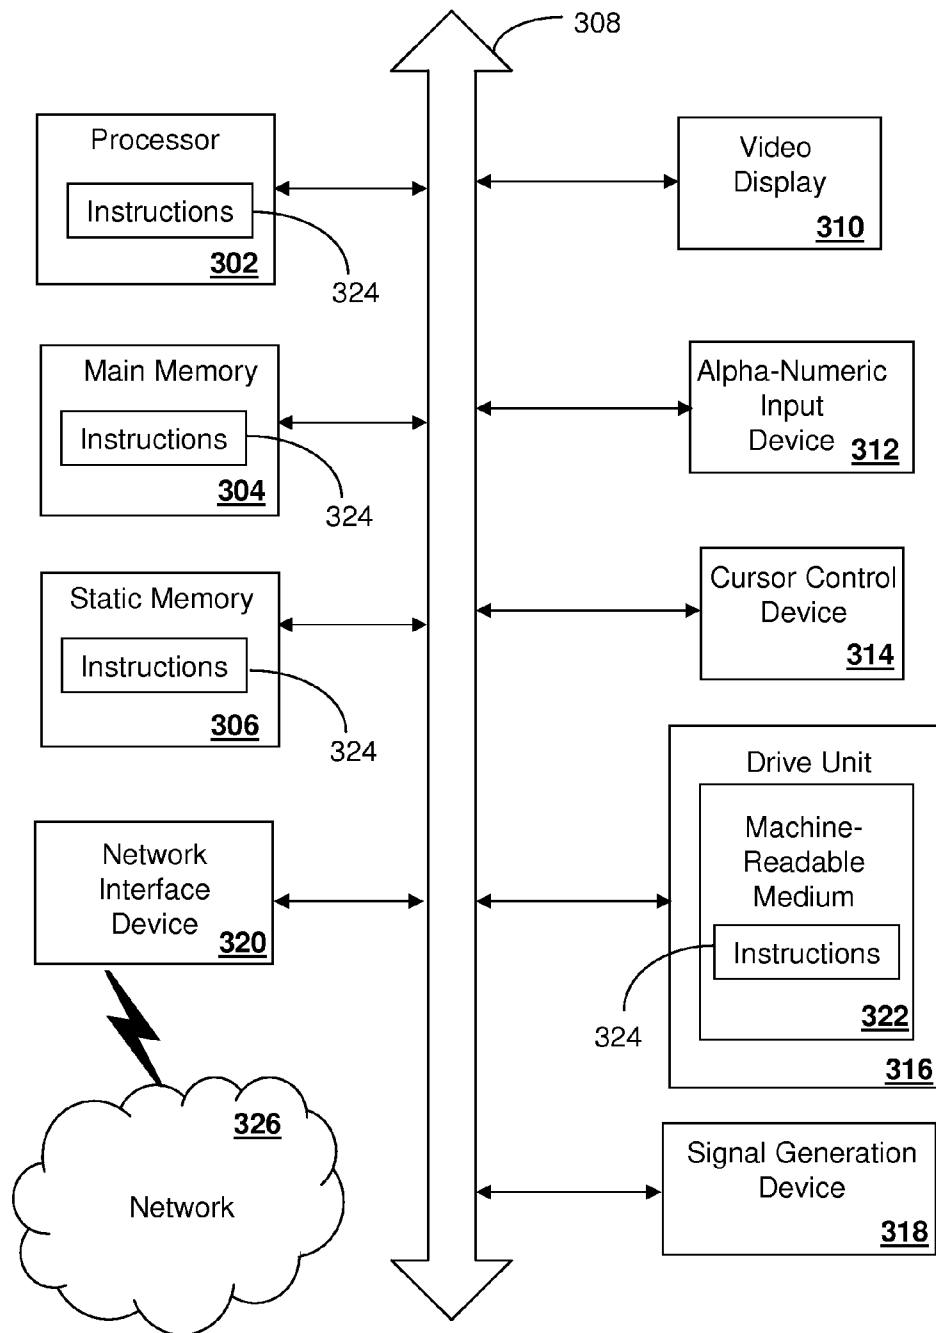 308
Processor
Instructions
302
324
Main Memory
Instructions
304
324
Static Memory
Instructions
306
324
Network
Interface
Device
320
326
Network
Video
Display
310
Alpha-Numeric
Input
Device
312
Cursor Control
Device
314
Drive Unit
Machine-
Readable
Medium
Instructions
324
322
316
Signal Generation
Device
318